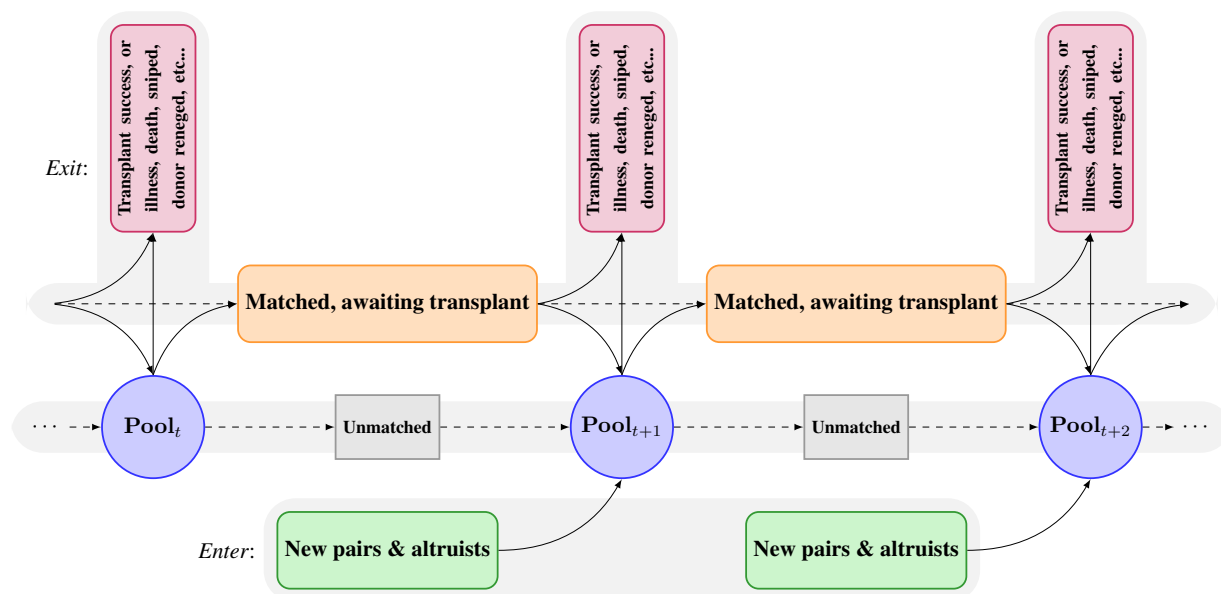 Transplant success, or
illness, death, sniped,
donor reneged, etc...
Transplant success, or
illness, death, sniped,
donor reneged, etc...
Transplant success, or
illness, death, sniped,
donor reneged, etc...
Exit:
Matched, awaiting transplant
Matched, awaiting transplant
... Pool_t
Unmatched
Pool_{t+1}
Unmatched
Pool_{t+2} ...
Enter:
New pairs & altruists
New pairs & altruists